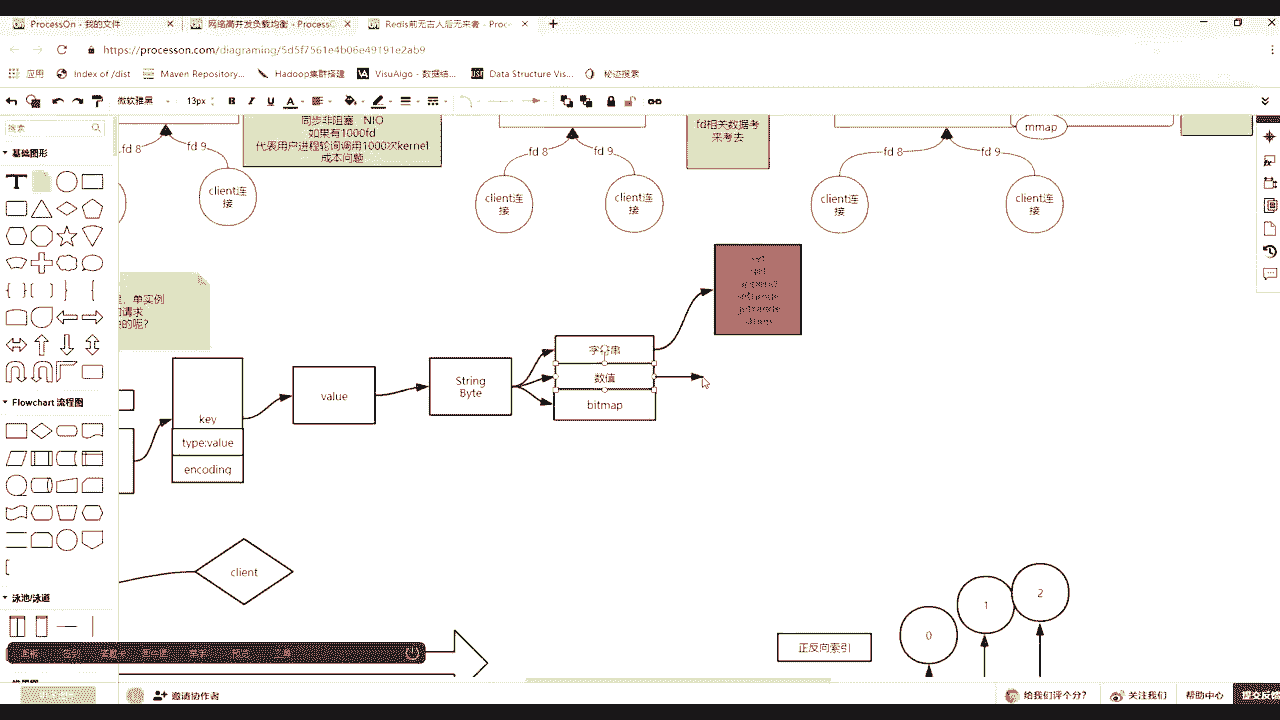 ProcessOn - 我的文件
网络高并发负载均衡 - ProcessO
Redis前无古人后无来者 - Proc
https://processon.com/diagraming/5d5f7561e4b06e49191e2ab9
应用
Index of /dist
Maven Repository...
Hadoop集群搭建
VisuAlgo - 数据结...
Data Structure Vis...
秘迹搜索
微软雅黑
13px
B
I
U
A
搜索
基础图形
T
Flowchart 流程图
泳池/泳道
同步非阻塞 NIO
如果有1000fd
代表用户进程轮询调用1000次kernel
成本问题
fd相关数据考
来考去
mmap
fd 8
fd 9
fd 8
fd 9
fd 8
fd 9
client连
接
client连
接
client连
接
client连
接
client连
接
单实例
请求
的呢?
key
type:value
encoding
value
String
Byte
字符串
数值
bitmap
set
get
append
setrange
getrange
strlen
client
正反向索引
0
1
2
邀请协作者
给我们评个分?
关注我们
帮助中心
提交反馈